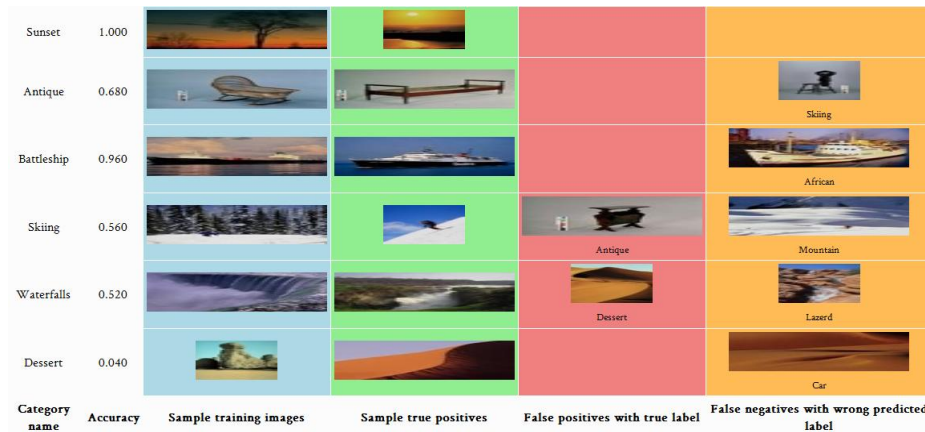 Sunset 1.000
Antique 0.680
Skiing
Battleship 0.960
African
Skiing 0.560
Antique
Mountain
Waterfalls 0.520
Dessert
Lazerd
Dessert 0.040
Car
Category name Accuracy Sample training images Sample true positives False positives with true label False negatives with wrong predicted label